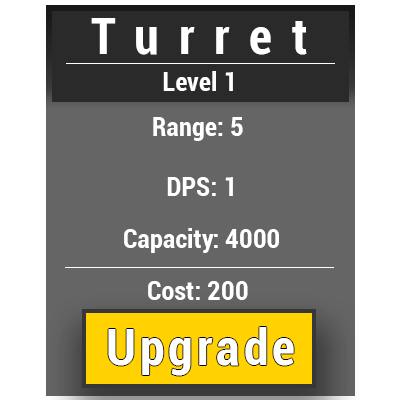 Turret
Level 1
Range: 5
DPS: 1
Capacity: 4000
Cost: 200
Upgrade